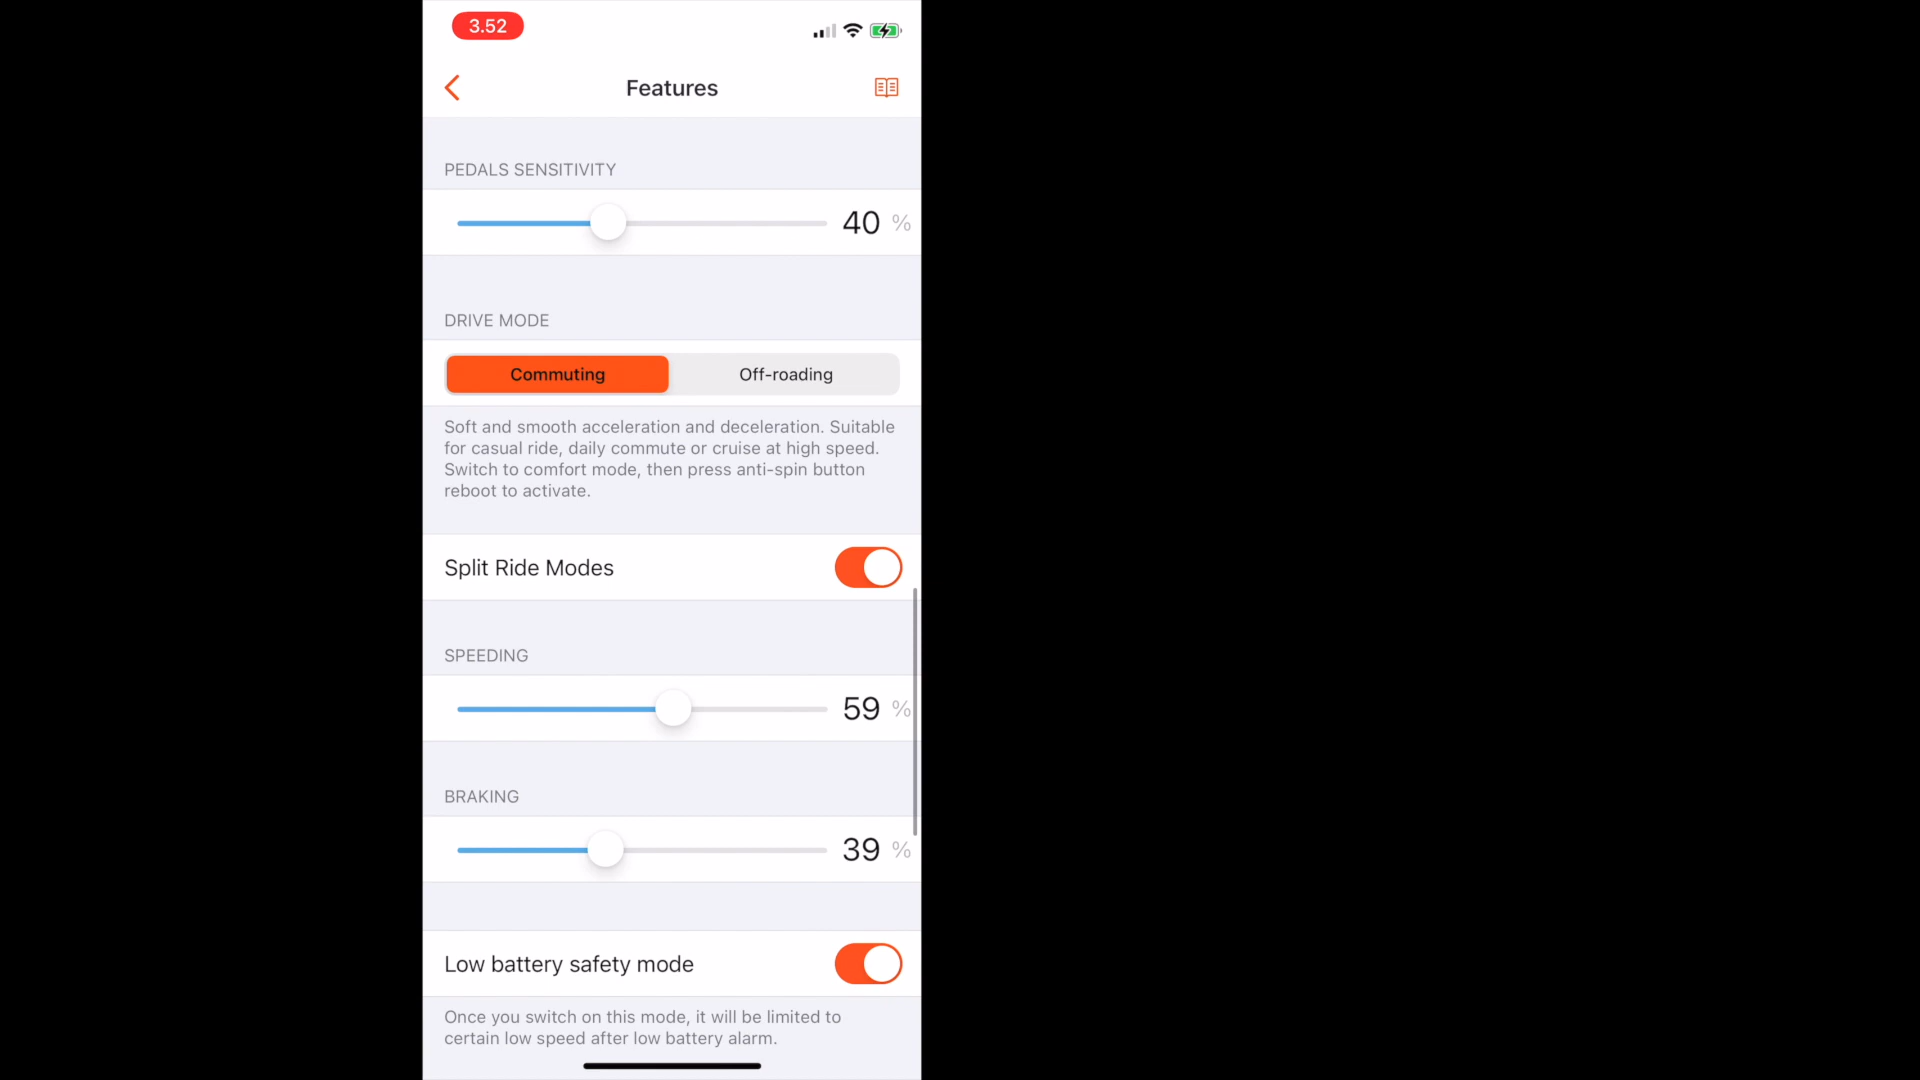 3.52
Features
PEDALS SENSITIVITY
40 %
DRIVE MODE
Commuting
Off-roading
Soft and smooth acceleration and deceleration. Suitable
for casual ride, daily commute or cruise at high speed.
Switch to comfort mode, then press anti-spin button
reboot to activate.
Split Ride Modes
SPEEDING
59 %
BRAKING
39 %
Low battery safety mode
Once you switch on this mode, it will be limited to
certain low speed after low battery alarm.